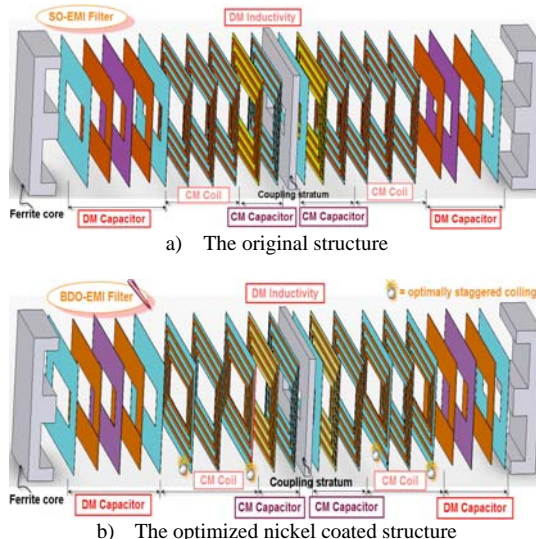 SO-EMI Filter
DM Inductivity
Ferrite core
DM Capacitor
CM Coil
CM Capacitor
Coupling stratum
CM Capacitor
CM Coil
DM Capacitor
a) The original structure
BDO-EMI Filter
DM Inductivity
= optimally staggered coiling
Ferrite core
DM Capacitor
CM Coil
CM Capacitor
Coupling stratum
CM Capacitor
CM Coil
DM Capacitor
b) The optimized nickel coated structure